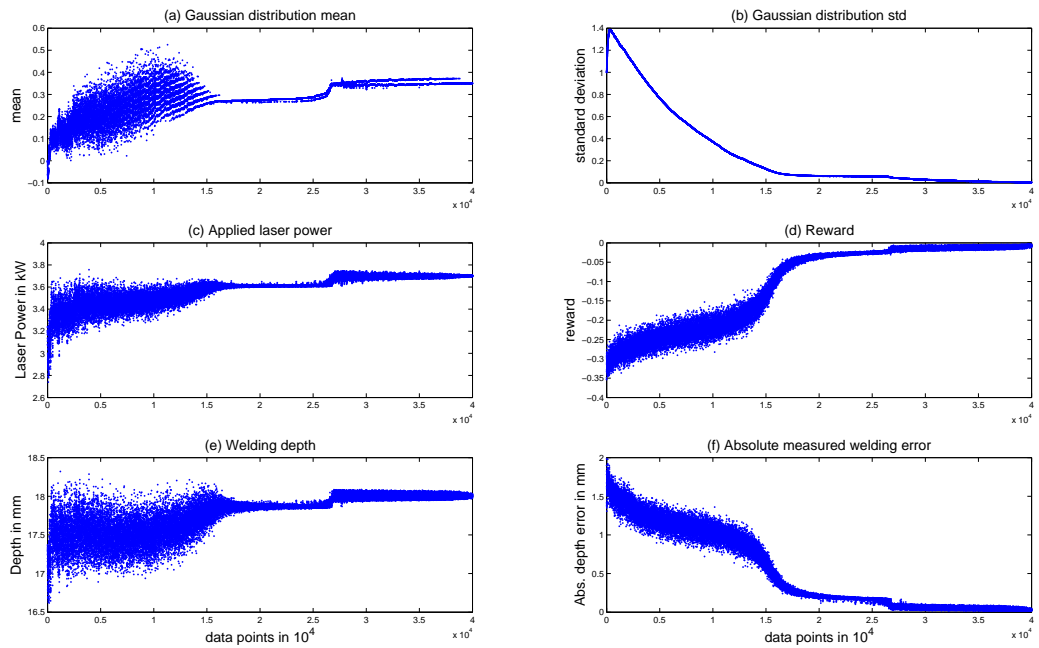 (a) Gaussian distribution mean
mean
0.6
0.5
0.4
0.3
0.2
0.1
0
−0.1
0 0.5 1 1.5 2 2.5 3 3.5 4
x 10^4
(b) Gaussian distribution std
standard deviation
1.4
1.2
1
0.8
0.6
0.4
0.2
0
0 0.5 1 1.5 2 2.5 3 3.5 4
x 10^4
(c) Applied laser power
Laser Power in kW
4
3.8
3.6
3.4
3.2
3
2.8
2.6
0 0.5 1 1.5 2 2.5 3 3.5 4
x 10^4
(d) Reward
reward
0
−0.05
−0.1
−0.15
−0.2
−0.25
−0.3
−0.35
−0.4
0 0.5 1 1.5 2 2.5 3 3.5 4
x 10^4
(e) Welding depth
Depth in mm
18.5
18
17.5
17
16.5
0 0.5 1 1.5 2 2.5 3 3.5 4
x 10^4
data points in 10^4
(f) Absolute measured welding error
Abs. depth error in mm
2
1.5
1
0.5
0
0 0.5 1 1.5 2 2.5 3 3.5 4
x 10^4
data points in 10^4